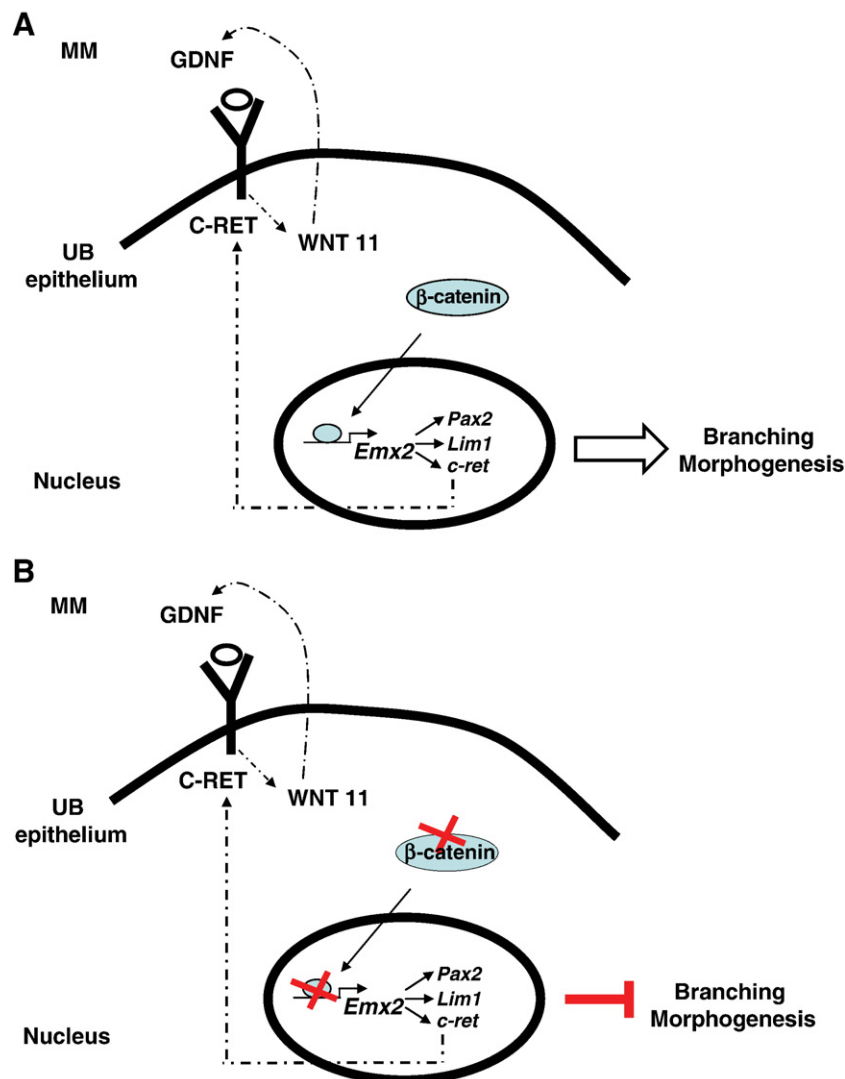 A
MM
GDNF
C-RET
WNT 11
UB
epithelium
β-catenin
Pax2
Emx2
Lim1
c-ret
Branching
Morphogenesis
Nucleus
B
MM
GDNF
C-RET
WNT 11
UB
epithelium
β-catenin
Pax2
Emx2
Lim1
c-ret
Branching
Morphogenesis
Nucleus